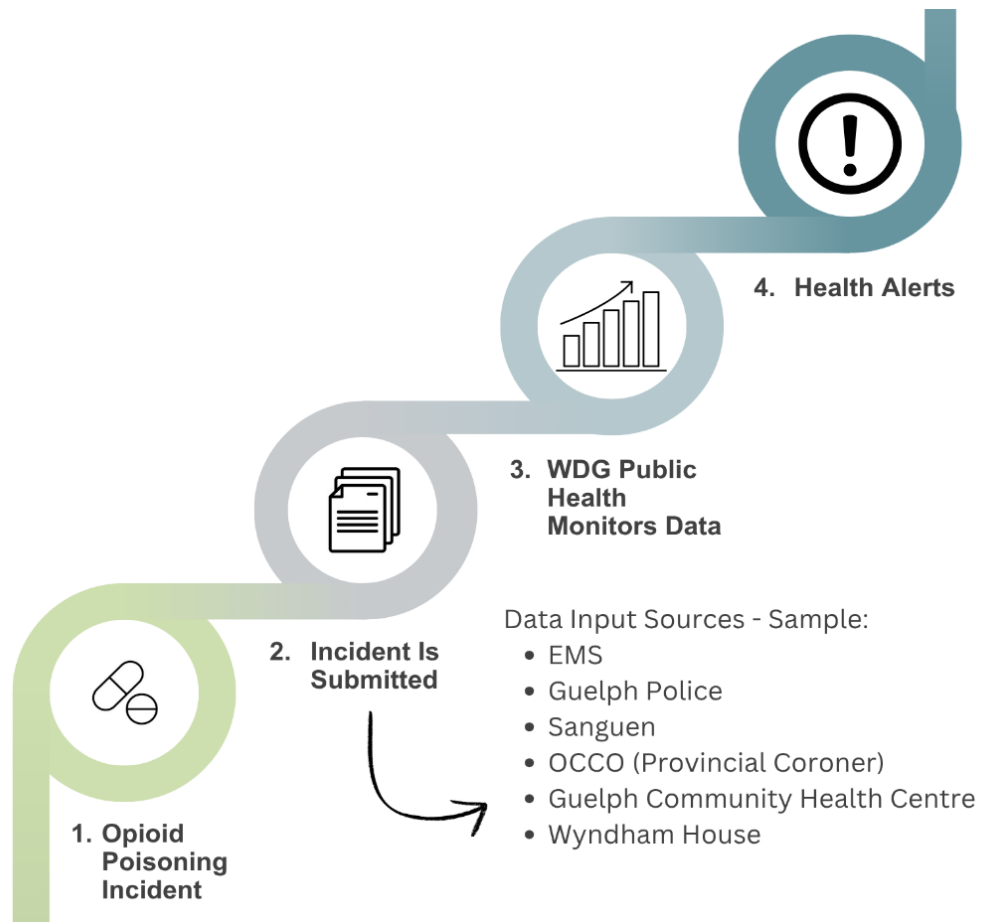 4. Health Alerts
3. WDG Public
Health
Monitors Data
2. Incident Is
Submitted
1. Opioid
Poisoning
Incident
Data Input Sources - Sample:
• EMS
• Guelph Police
• Sanguen
• OCCO (Provincial Coroner)
• Guelph Community Health Centre
• Wyndham House